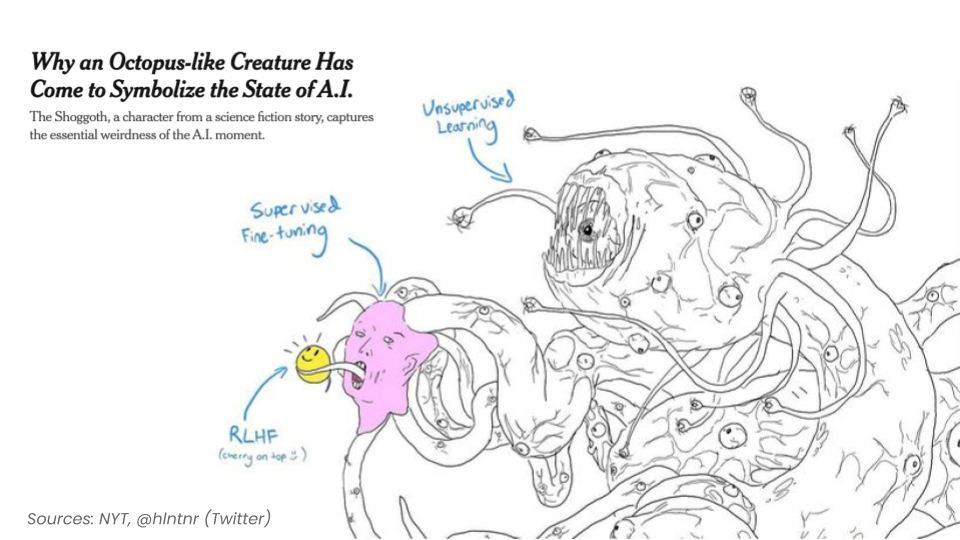 Why an Octopus-like Creature Has
Come to Symbolize the State of A.I.
The Shoggoth, a character from a science fiction story, captures
the essential weirdness of the A.I. moment.
Unsupervised
Learning
Supervised
Fine-tuning
RLHF
(cherry on top :))
Sources: NYT, @hlntnr (Twitter)